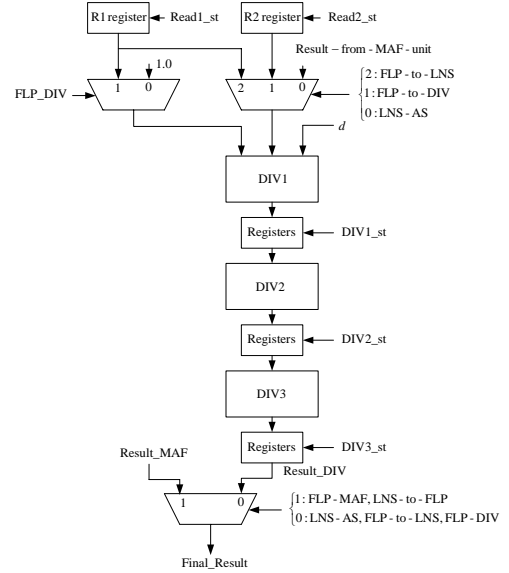 R1 register
Read1_st
R2 register
Read2_st
1.0
Result – from - MAF - unit
FLP_DIV
1 0
2 1 0
2 : FLP - to - LNS
1 : FLP - to - DIV
0 : LNS - AS
d
DIV1
Registers
DIV1_st
DIV2
Registers
DIV2_st
DIV3
Registers
DIV3_st
Result_MAF
Result_DIV
1 0
1 : FLP - MAF, LNS - to - FLP
0 : LNS - AS, FLP - to - LNS, FLP - DIV
Final_Result